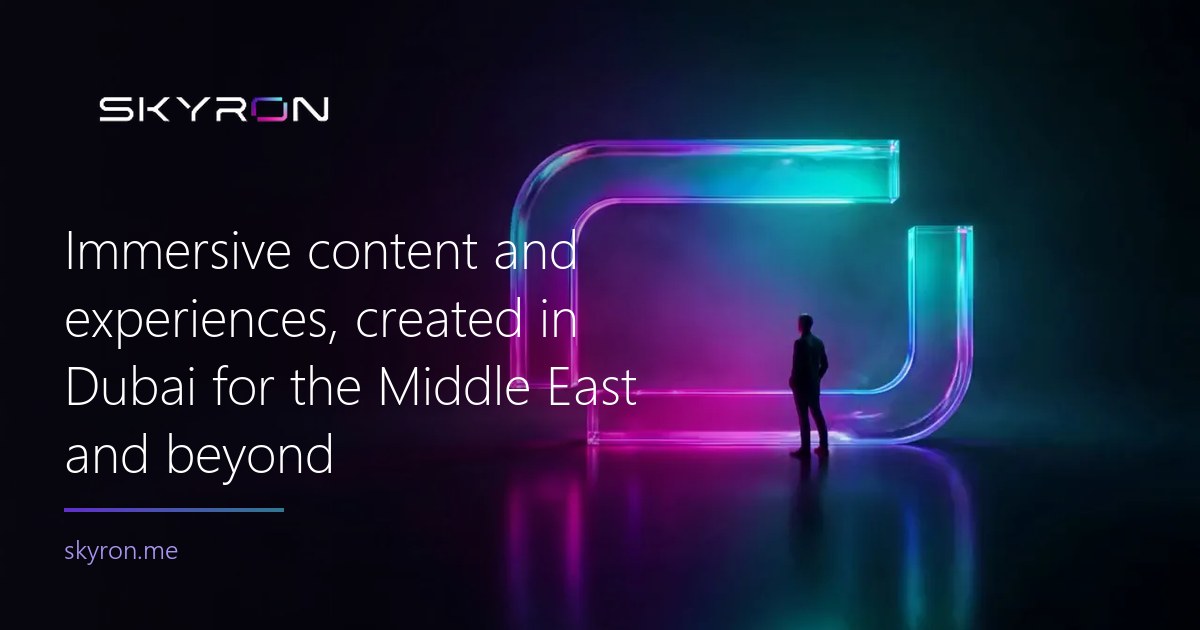 SKYRON
Immersive content and
experiences, created in
Dubai for the Middle East
and beyond
skyron.me